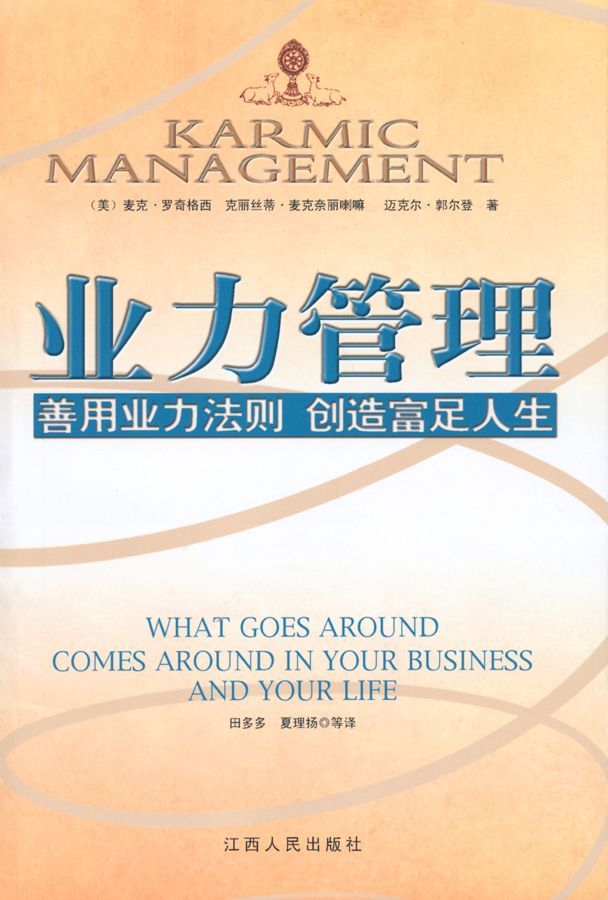 KARMIC
MANAGEMENT
（美）麦克·罗奇格西 克丽丝蒂·麦克奈丽喇嘛 迈克尔·郭尔登 著
业力管理
善用业力法则 创造富足人生
WHAT GOES AROUND
COMES AROUND IN YOUR BUSINESS
AND YOUR LIFE
田多多 夏理扬◎等译
江西人民出版社